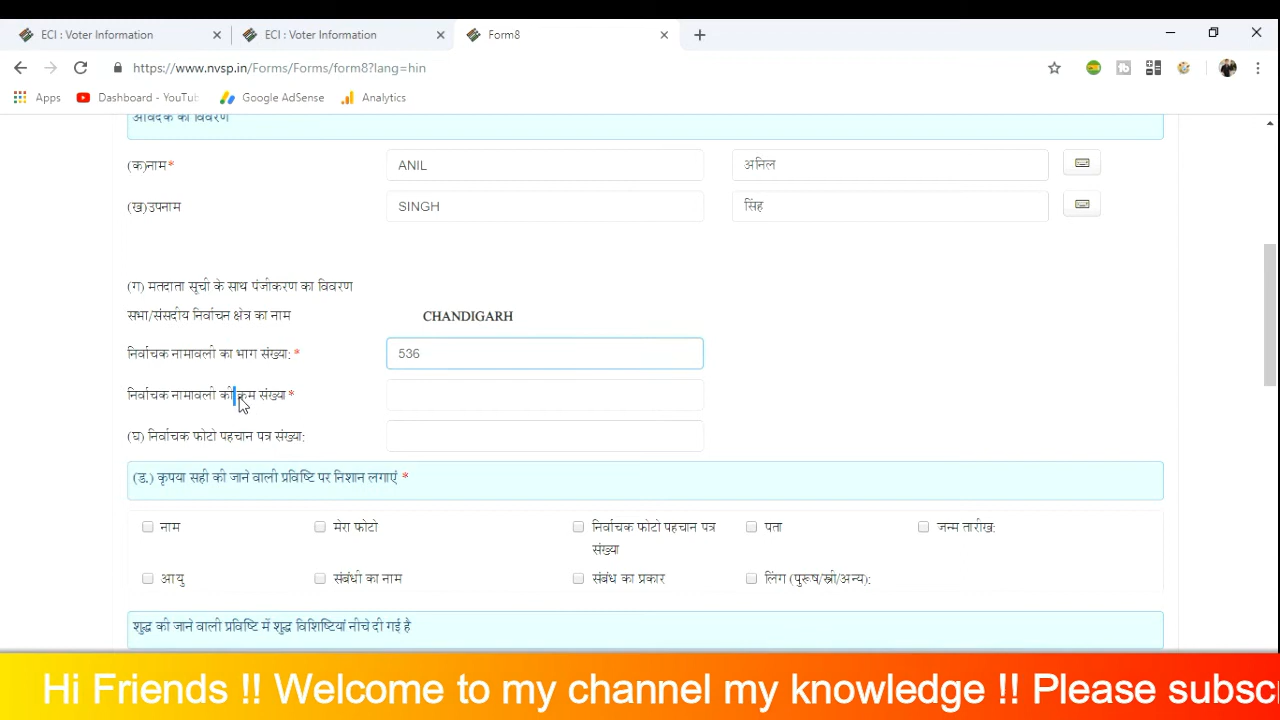 ECI : Voter Information
ECI : Voter Information
Form8
https://www.nvsp.in/Forms/Forms/form8?lang=hin
Apps
Dashboard - YouTub
Google AdSense
Analytics
आवेदक का विवरण
(क)नाम*
ANIL
अनिल
(ख)उपनाम
SINGH
सिंह
(ग) मतदाता सूची के साथ पंजीकरण का विवरण
सभा/संसदीय निर्वाचन क्षेत्र का नाम
CHANDIGARH
निर्वाचक नामावली का भाग संख्या: *
536
निर्वाचक नामावली की क्रम संख्या*
(घ) निर्वाचक फोटो पहचान पत्र संख्या:
(ड.) कृपया सही की जाने वाली प्रविष्टि पर निशान लगाएं *
नाम
मेरा फोटो
निर्वाचक फोटो पहचान पत्र
संख्या
पता
जन्म तारीख:
आयु
संबंधी का नाम
संबंध का प्रकार
लिंग (पुरूष/स्त्री/अन्य):
शुद्ध की जाने वाली प्रविष्टि में शुद्ध विशिष्टियां नीचे दी गई है
Hi Friends !! Welcome to my channel my knowledge !! Please subsc